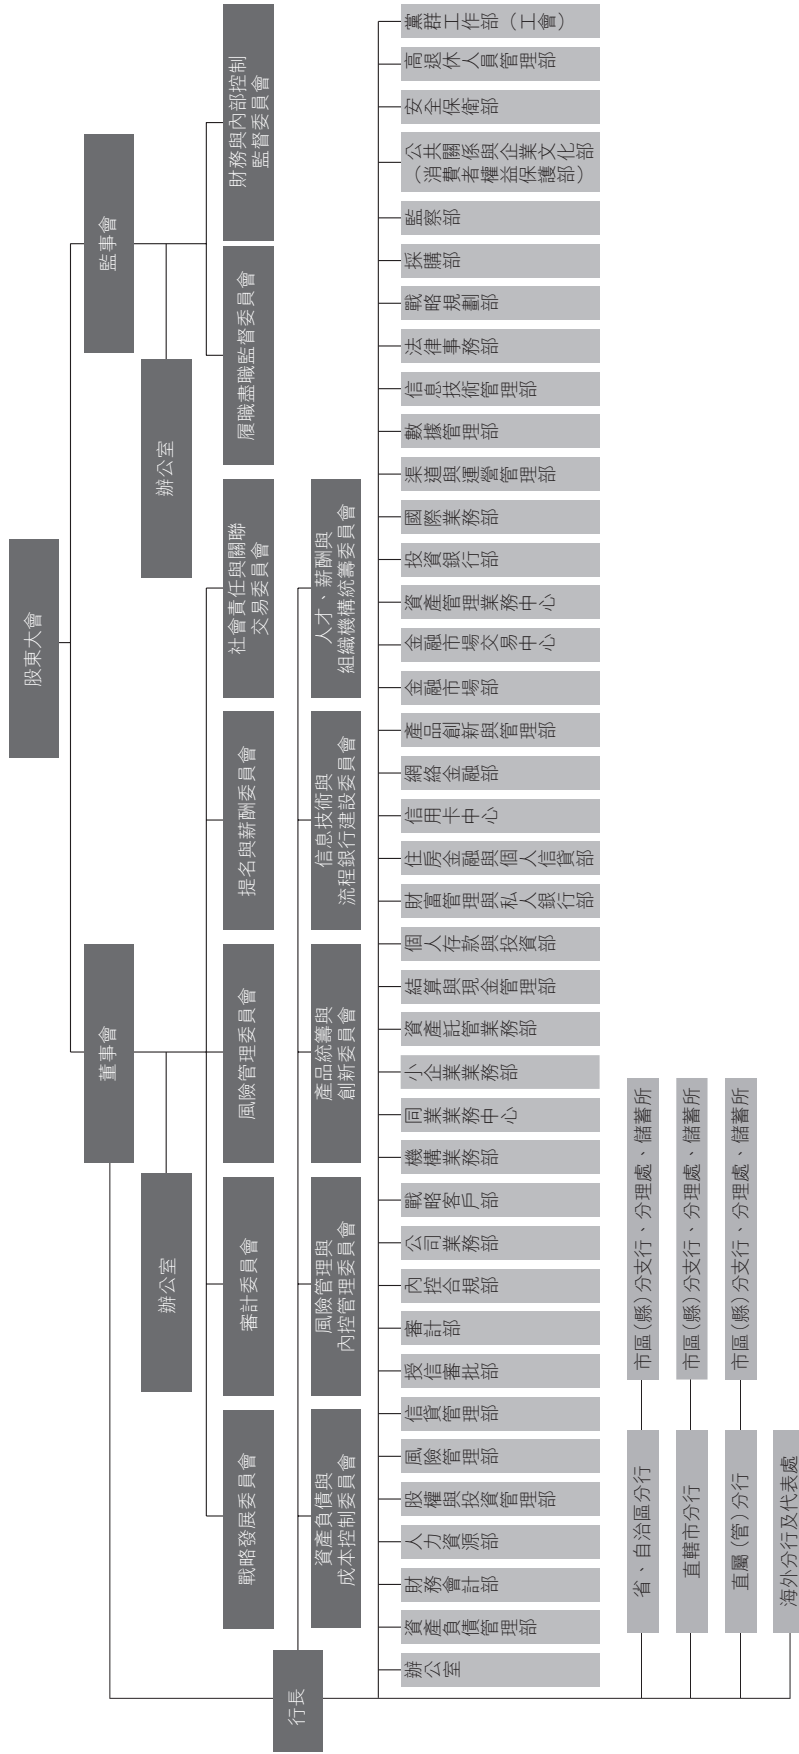 股東大會
董事會
監事會
辦公室
辦公室
戰略發展委員會
審計委員會
風險管理委員會
提名與薪酬委員會
社會責任與關聯
交易委員會
履職盡職監督委員會
財務與內部控制
監督委員會
行長
資產負債與
成本控制委員會
風險管理與
內控管理委員會
產品統籌與
創新委員會
信息技術與
流程銀行建設委員會
人才、薪酬與
組織機構統籌委員會
辦公室
資產負債管理部
財務會計部
人力資源部
股權與投資管理部
風險管理部
信貸管理部
授信審批部
審計部
內控合規部
公司業務部
戰略客戶部
機構業務部
同業業務中心
小企業業務部
資產託管業務部
結算與現金管理部
個人存款與投資部
財富管理與私人銀行部
住房金融與個人信貸部
信用卡中心
網絡金融部
產品創新與管理部
金融市場部
金融市場交易中心
資產管理業務中心
投資銀行部
國際業務部
渠道與運營管理部
數據管理部
信息技術管理部
法律事務部
戰略規劃部
採購部
監察部
公共關係與企業文化部
（消費者權益保護部）
安全保衛部
高退休人員管理部
黨群工作部（工會）
省、自治區分行
市區(縣)分支行、分理處、儲蓄所
直轄市分行
市區(縣)分支行、分理處、儲蓄所
直屬(管)分行
市區(縣)分支行、分理處、儲蓄所
海外分行及代表處